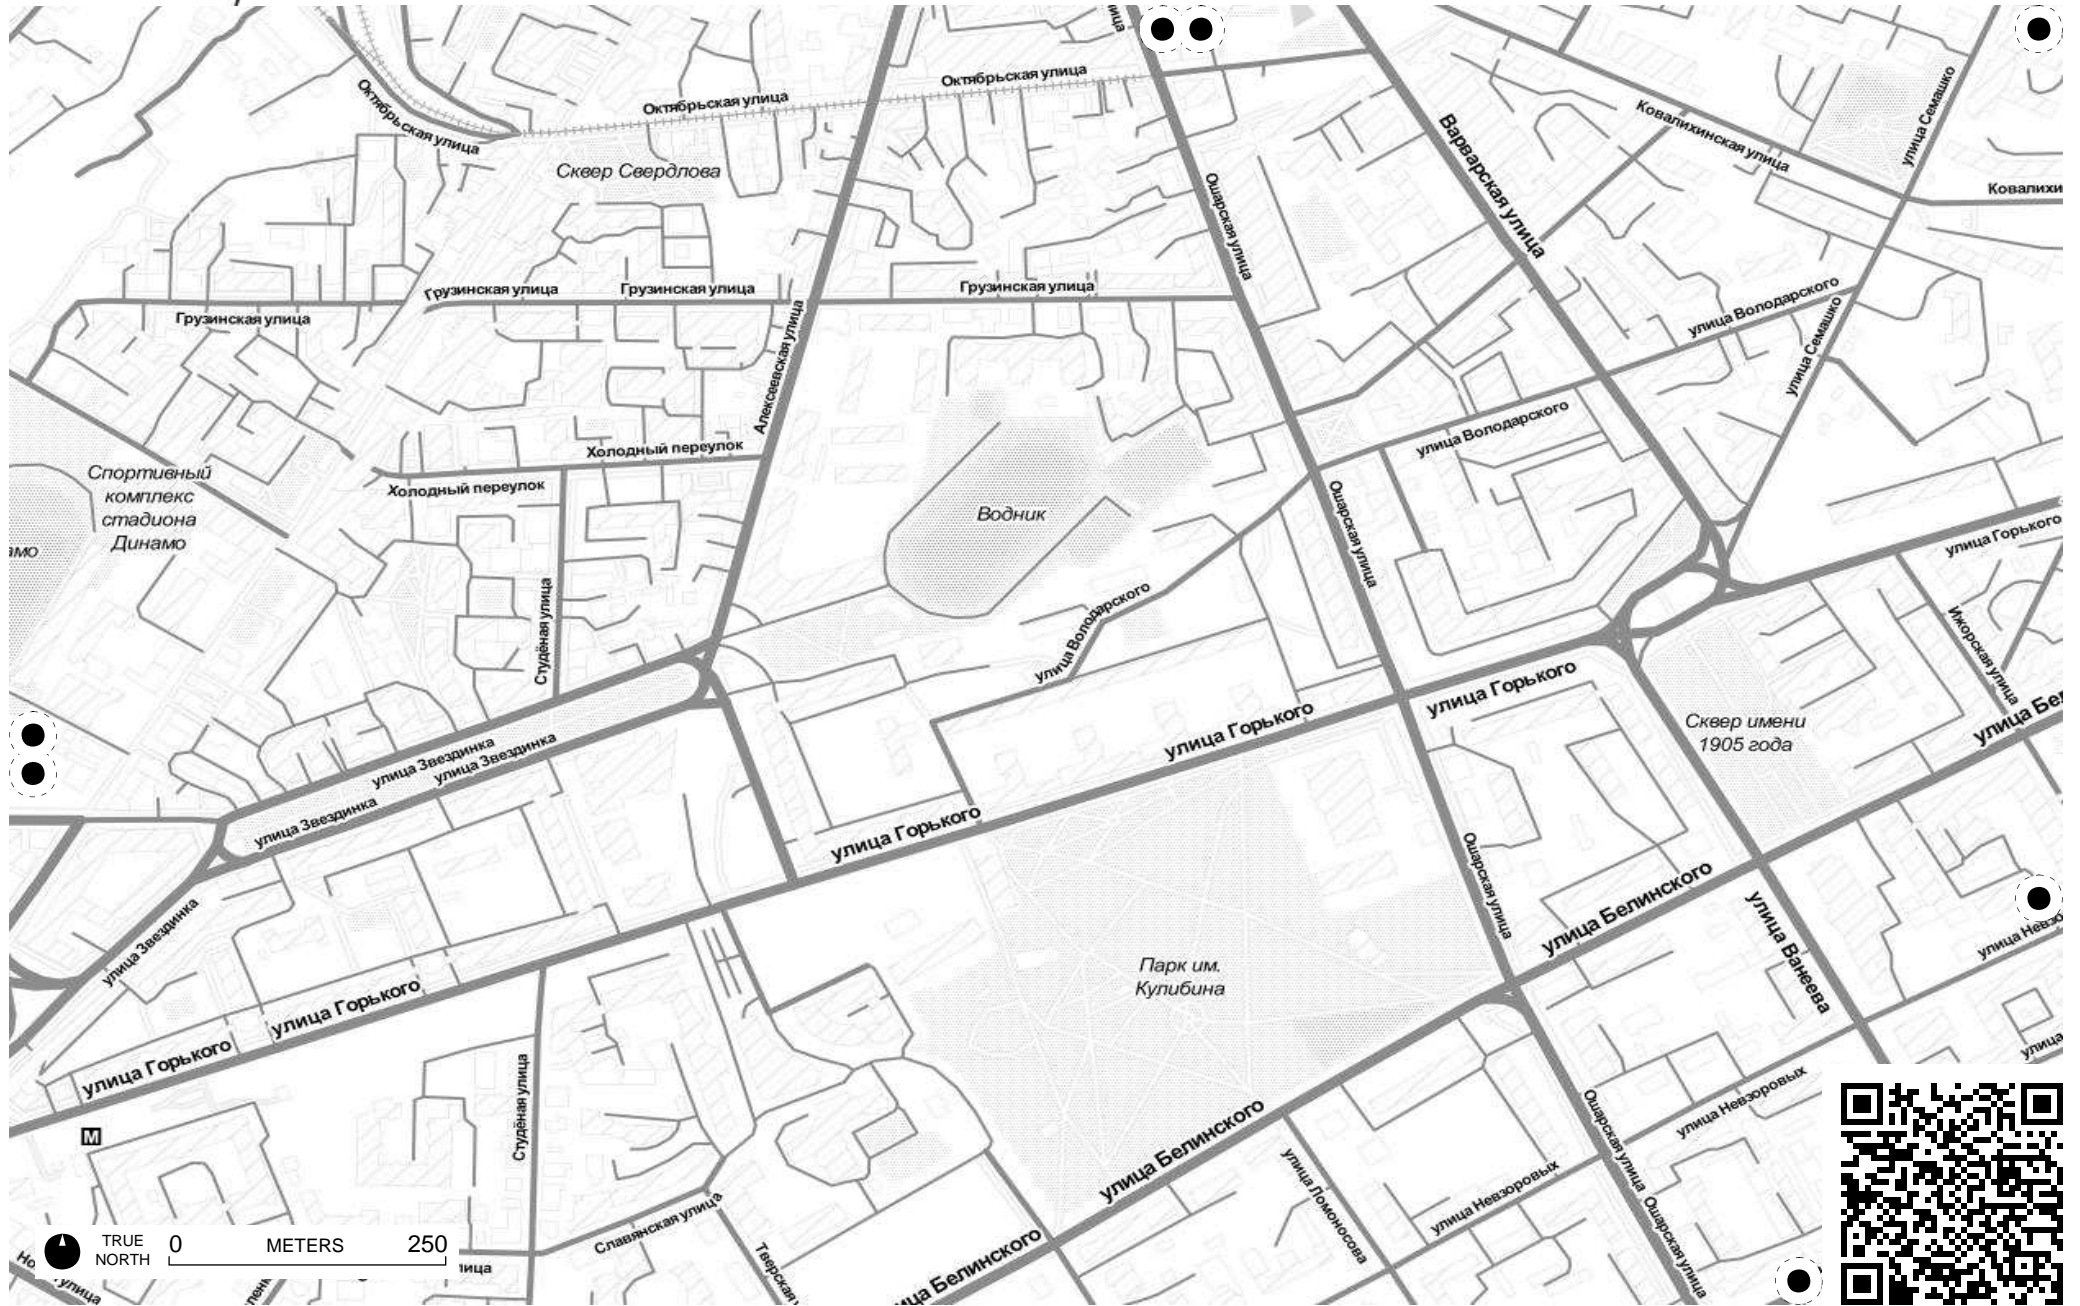 Октябрьская улица
Октябрьская улица
Октябрьская улица
Ковалихинская улица
улица Семашко
Варварская улица
Сквер Свердлова
Ошарская улица
Грузинская улица
Грузинская улица
Грузинская улица
Грузинская улица
улица Володарского
улица Семашко
Алексеевская улица
улица Володарского
Холодный переулок
Холодный переулок
Спортивный
комплекс
стадиона
Динамо
Водник
Ошарская улица
улица Горького
Студёная улица
улица Володарского
Ижорская улица
улица Горького
улица Горького
Сквер имени
1905 года
улица Звездинка
улица Звездинка
улица Звездинка
улица Горького
Ошарская улица
улица Белинского
улица Ванеева
улица Звездинка
Парк им.
Кулибина
улица Горького
улица Горького
Студёная улица
улица Невзоровых
Ошарская улица
улица Белинского
M
улица Ломоносова
улица Невзоровых
Ошарская улица
Славянская улица
TRUE
NORTH
0 METERS 250